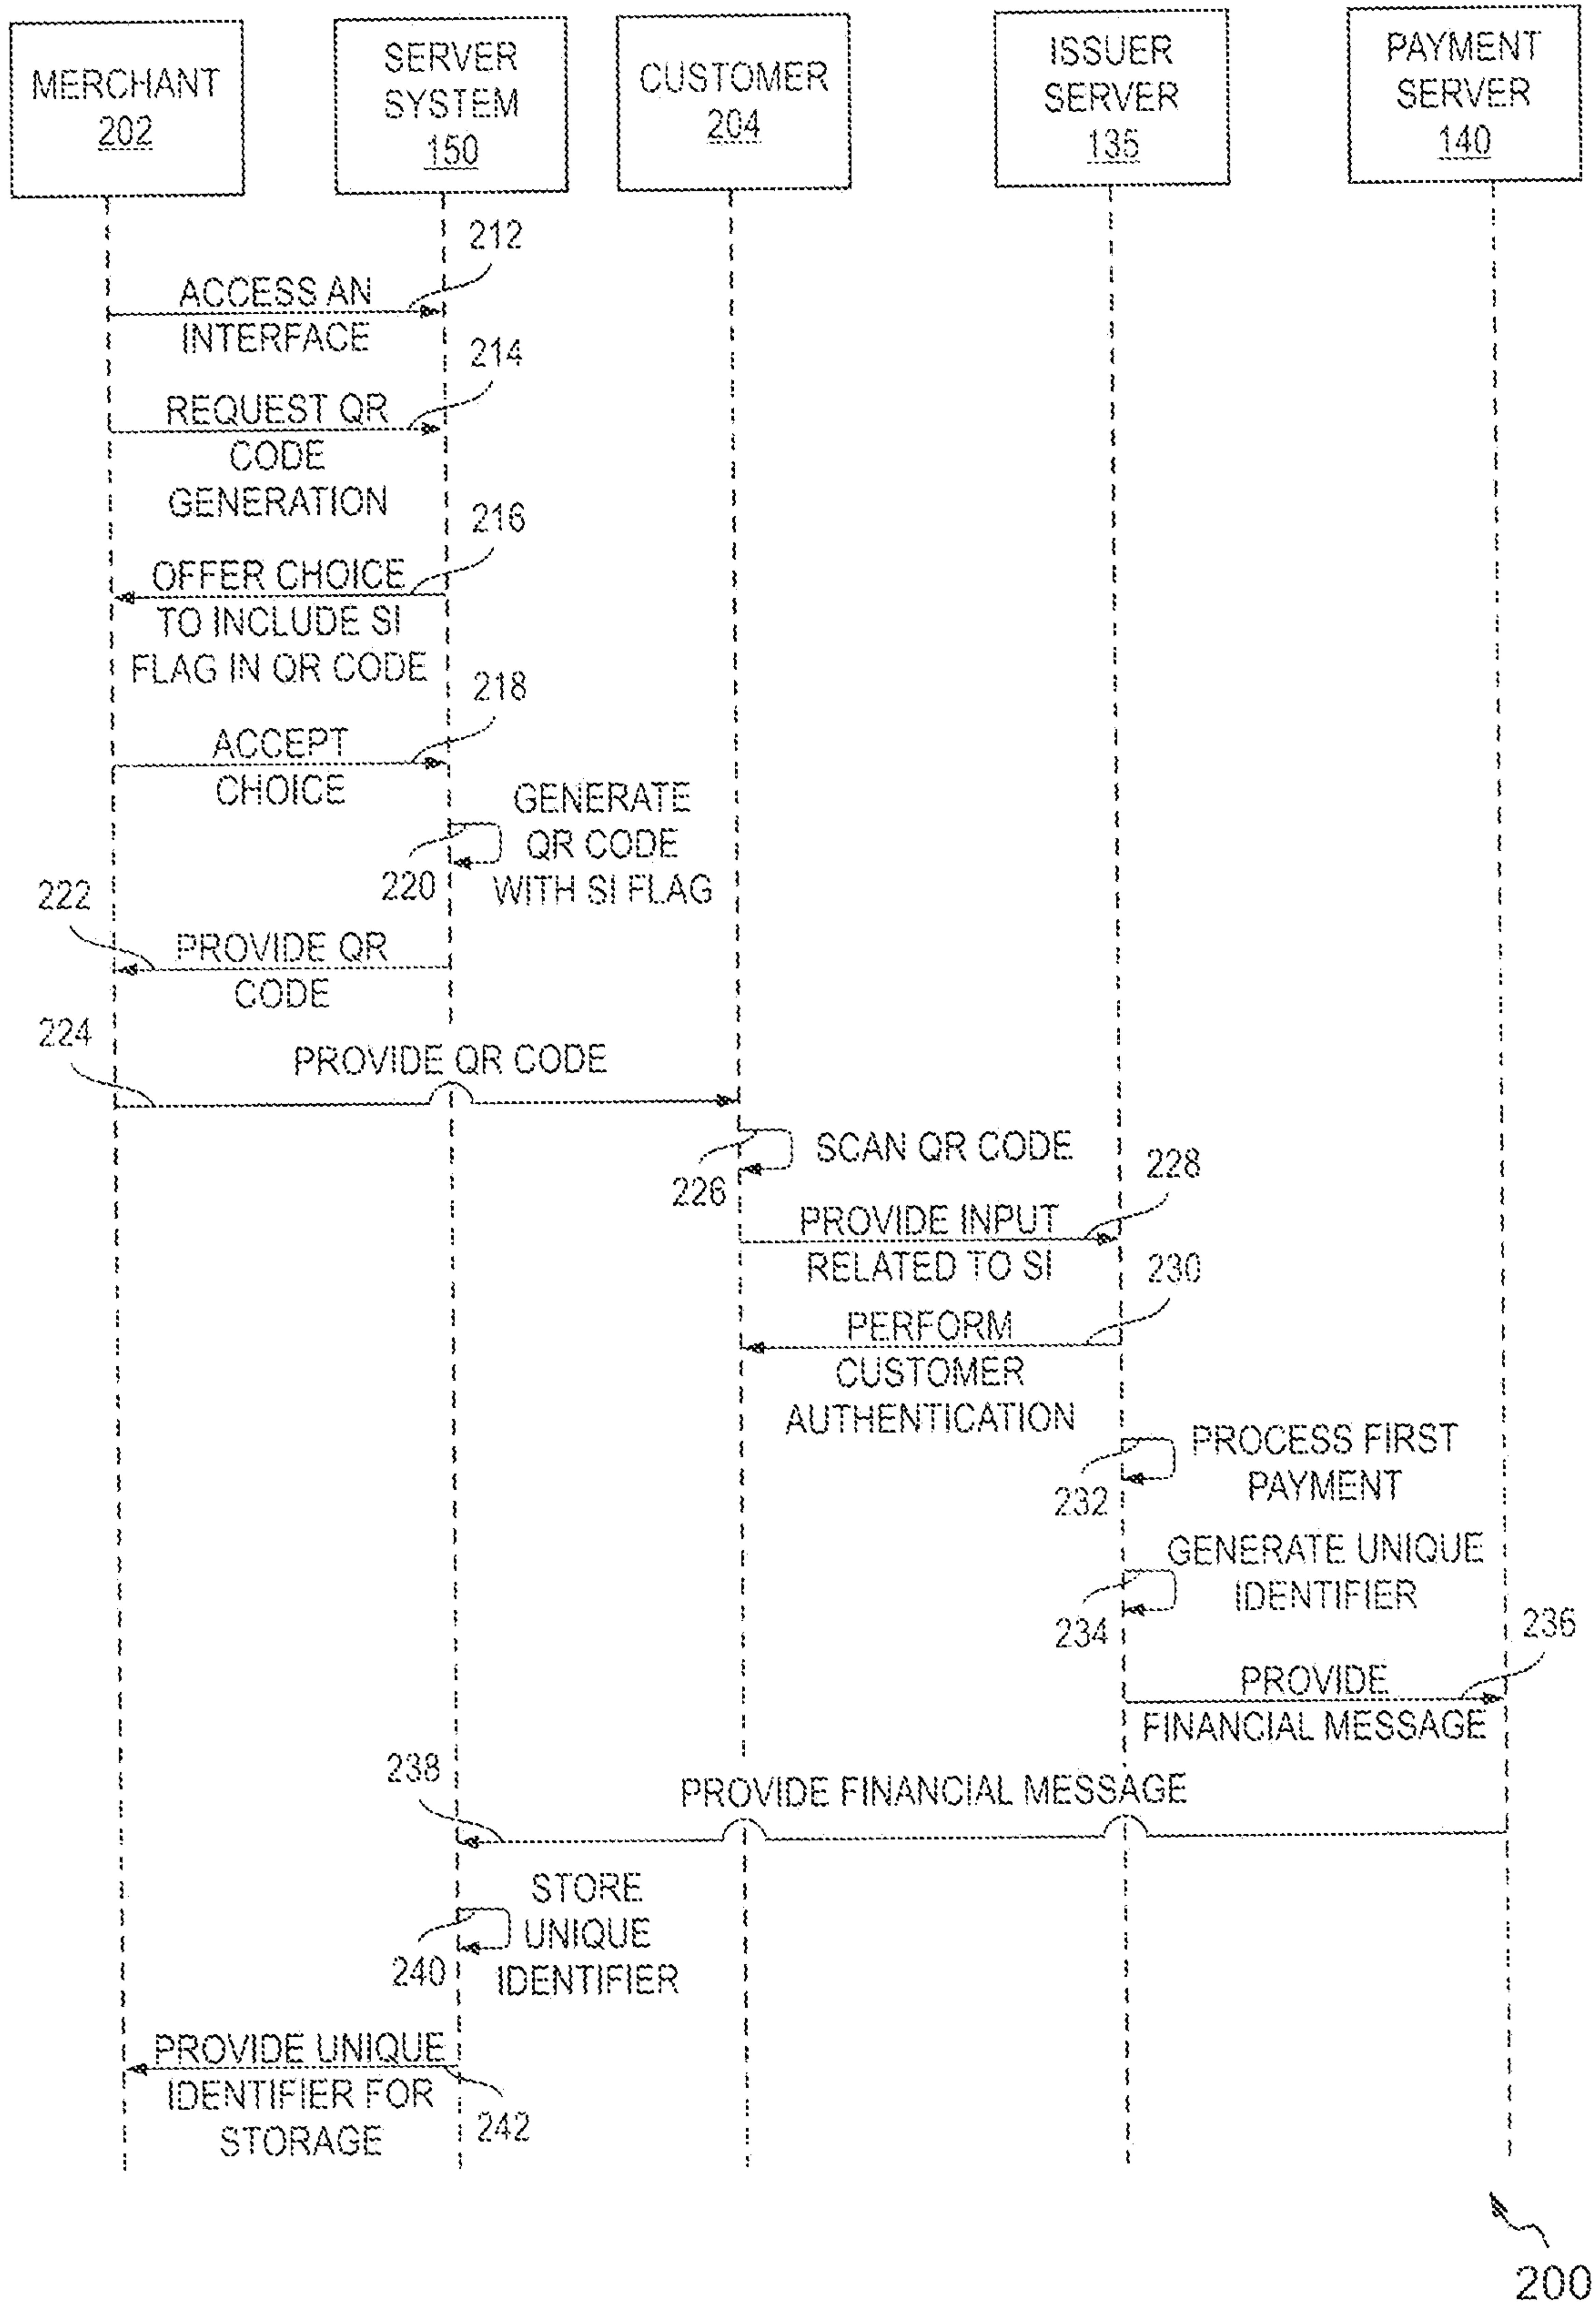 MERCHANT
202
SERVER
SYSTEM
150
CUSTOMER
204
ISSUER
SERVER
135
PAYMENT
SERVER
140
212
ACCESS AN
INTERFACE
214
REQUEST QR
CODE
GENERATION
216
OFFER CHOICE
TO INCLUDE SI
FLAG IN QR CODE
218
ACCEPT
CHOICE
GENERATE
QR CODE
WITH SI FLAG
220
222
PROVIDE QR
CODE
224
PROVIDE QR CODE
SCAN QR CODE
226
228
PROVIDE INPUT
RELATED TO SI
230
PERFORM
CUSTOMER
AUTHENTICATION
PROCESS FIRST
PAYMENT
232
GENERATE UNIQUE
IDENTIFIER
234
236
PROVIDE
FINANCIAL MESSAGE
238
PROVIDE FINANCIAL MESSAGE
STORE
UNIQUE
IDENTIFIER
240
PROVIDE UNIQUE
IDENTIFIER FOR
STORAGE
242
200